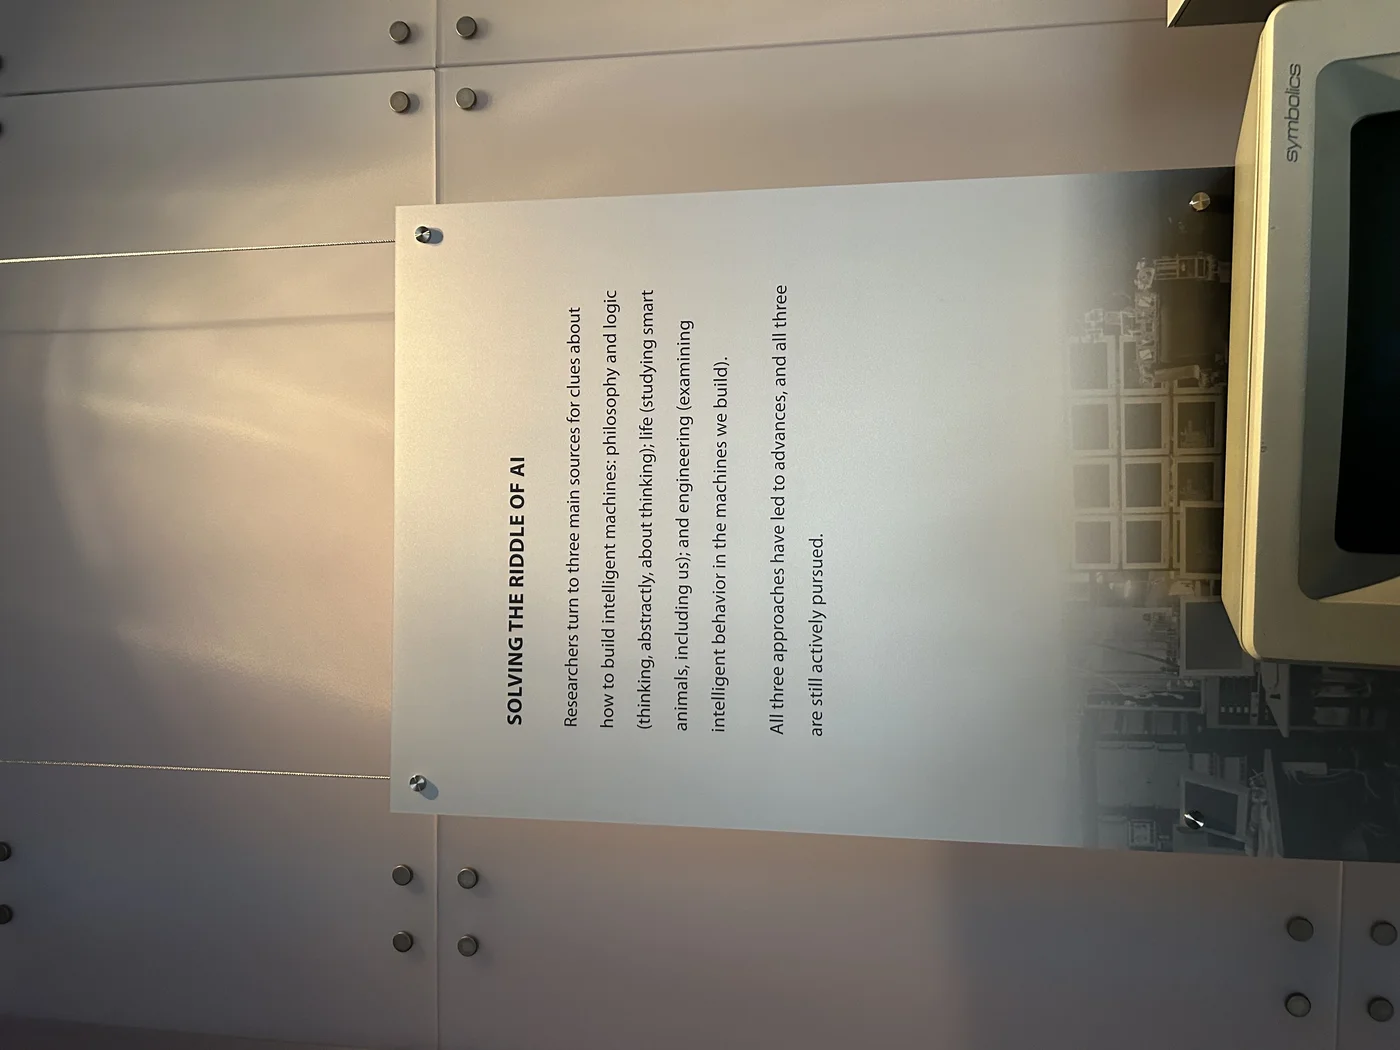 SOLVING THE RIDDLE OF AI
Researchers turn to three main sources for clues about
how to build intelligent machines: philosophy and logic
(thinking, abstractly, about thinking); life (studying smart
animals, including us); and engineering (examining
intelligent behavior in the machines we build).
All three approaches have led to advances, and all three
are still actively pursued.
symbolics